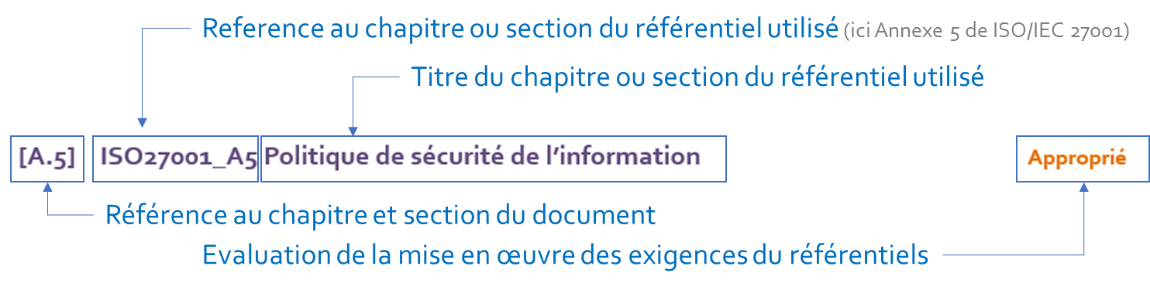 Reference au chapitre ou section du référentiel utilisé (ici Annexe 5 de ISO/IEC 27001)
Titre du chapitre ou section du référentiel utilisé
[A.5] ISO27001_A5 Politique de sécurité de l'information Approprié
Référence au chapitre et section du document
Evaluation de la mise en œuvre des exigences du référentiels